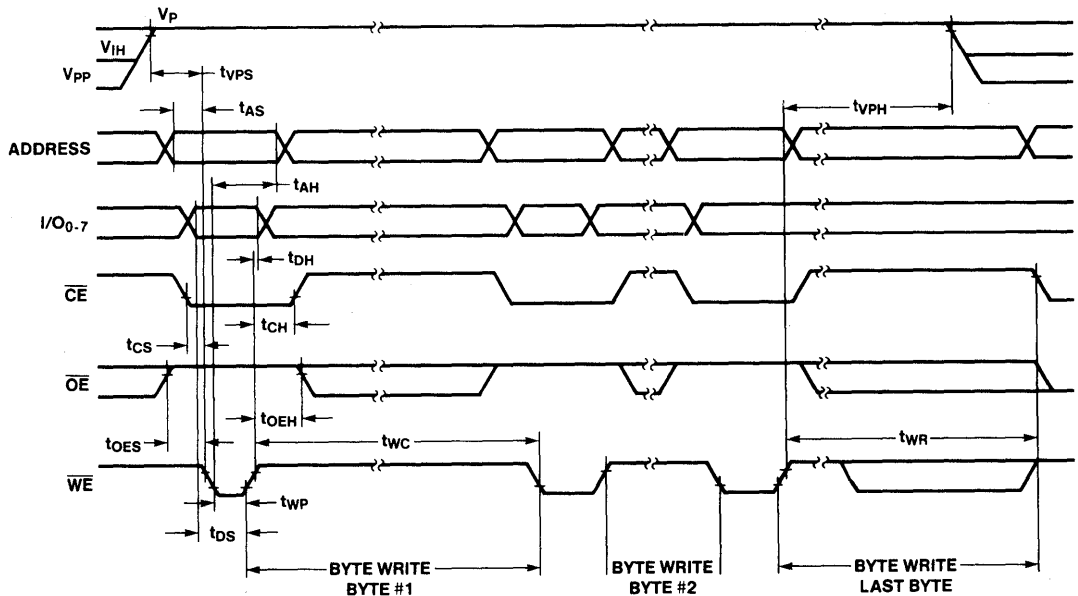 VP
VIH
VPP
tVPS
tAS
tVPH
ADDRESS
tAH
I/O0-7
tDH
CE
tCH
tCS
OE
tOEH
tOES
tWC
tWR
WE
tWP
tDS
BYTE WRITE
BYTE #1
BYTE WRITE
BYTE #2
BYTE WRITE
LAST BYTE